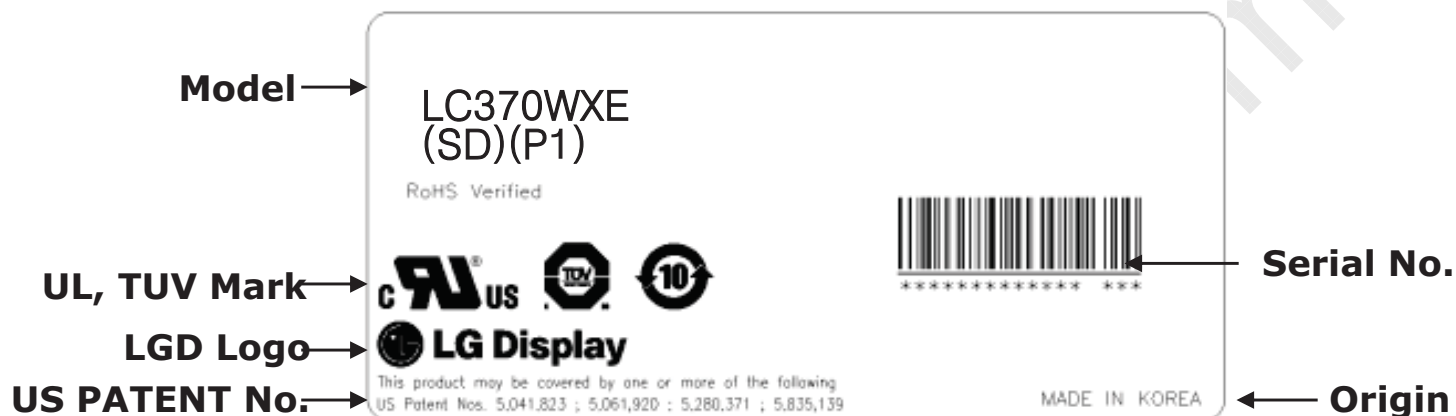 Model
LC370WXE
(SD)(P1)
RoHS Verified
UL, TUV Mark
C RU ® US
TUV
10
Serial No.
************* ***
LGD Logo
LG Display
US PATENT No.
This product may be covered by one or more of the following
US Patent Nos. 5,041,823 ; 5,061,920 ; 5,280,371 ; 5,835,139
MADE IN KOREA
Origin